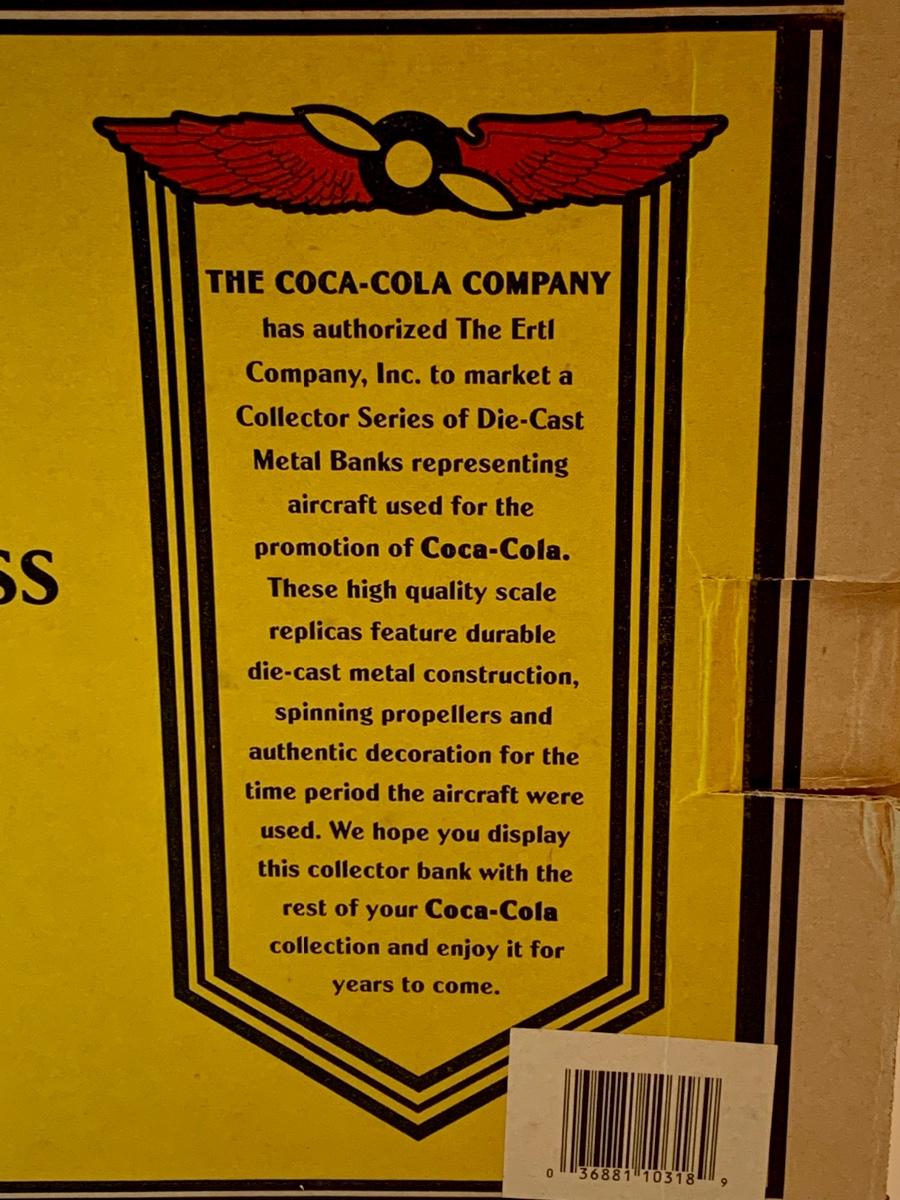 THE COCA-COLA COMPANY
has authorized The Ertl
Company, Inc. to market a
Collector Series of Die-Cast
Metal Banks representing
aircraft used for the
promotion of Coca-Cola.
These high quality scale
replicas feature durable
die-cast metal construction,
spinning propellers and
authentic decoration for the
time period the aircraft were
used. We hope you display
this collector bank with the
rest of your Coca-Cola
collection and enjoy it for
years to come.
SS
0 36881 10318 9